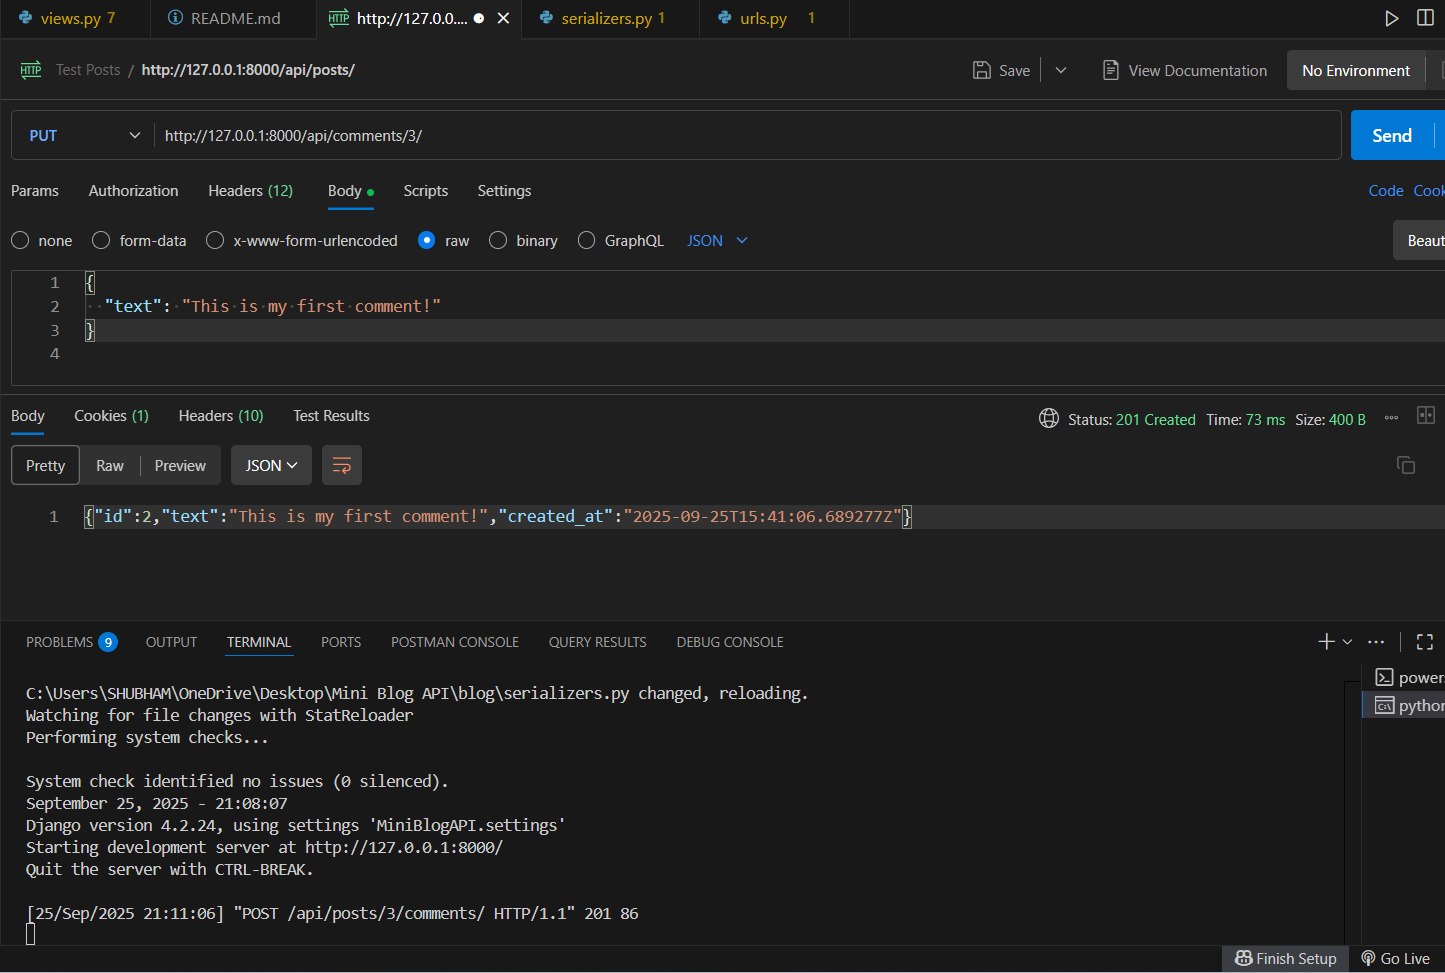 views.py 7 README.md HTTP http://127.0.0.... serializers.py 1 urls.py 1
HTTP Test Posts / http://127.0.0.1:8000/api/posts/ Save View Documentation No Environment
PUT http://127.0.0.1:8000/api/comments/3/ Send
Params Authorization Headers (12) Body Scripts Settings Code Cook
none form-data x-www-form-urlencoded raw binary GraphQL JSON Beaut
1 {
2 "text": "This is my first comment!"
3 }
4
Body Cookies (1) Headers (10) Test Results Status: 201 Created Time: 73 ms Size: 400 B
Pretty Raw Preview JSON
1 {"id":2,"text":"This is my first comment!","created_at":"2025-09-25T15:41:06.689277Z"}
PROBLEMS 9 OUTPUT TERMINAL PORTS POSTMAN CONSOLE QUERY RESULTS DEBUG CONSOLE
power
python
C:\Users\SHUBHAM\OneDrive\Desktop\Mini Blog API\blog\serializers.py changed, reloading.
Watching for file changes with StatReloader
Performing system checks...
System check identified no issues (0 silenced).
September 25, 2025 - 21:08:07
Django version 4.2.24, using settings 'MiniBlogAPI.settings'
Starting development server at http://127.0.0.1:8000/
Quit the server with CTRL-BREAK.
[25/Sep/2025 21:11:06] "POST /api/posts/3/comments/ HTTP/1.1" 201 86
Finish Setup Go Live